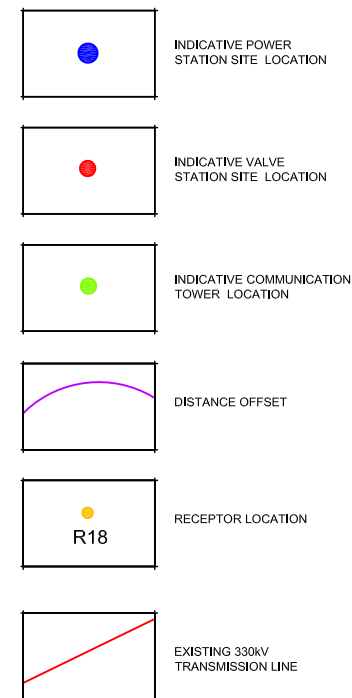 INDICATIVE POWER
STATION SITE LOCATION
INDICATIVE VALVE
STATION SITE LOCATION
INDICATIVE COMMUNICATION
TOWER LOCATION
DISTANCE OFFSET
R18
RECEPTOR LOCATION
EXISTING 330kV
TRANSMISSION LINE